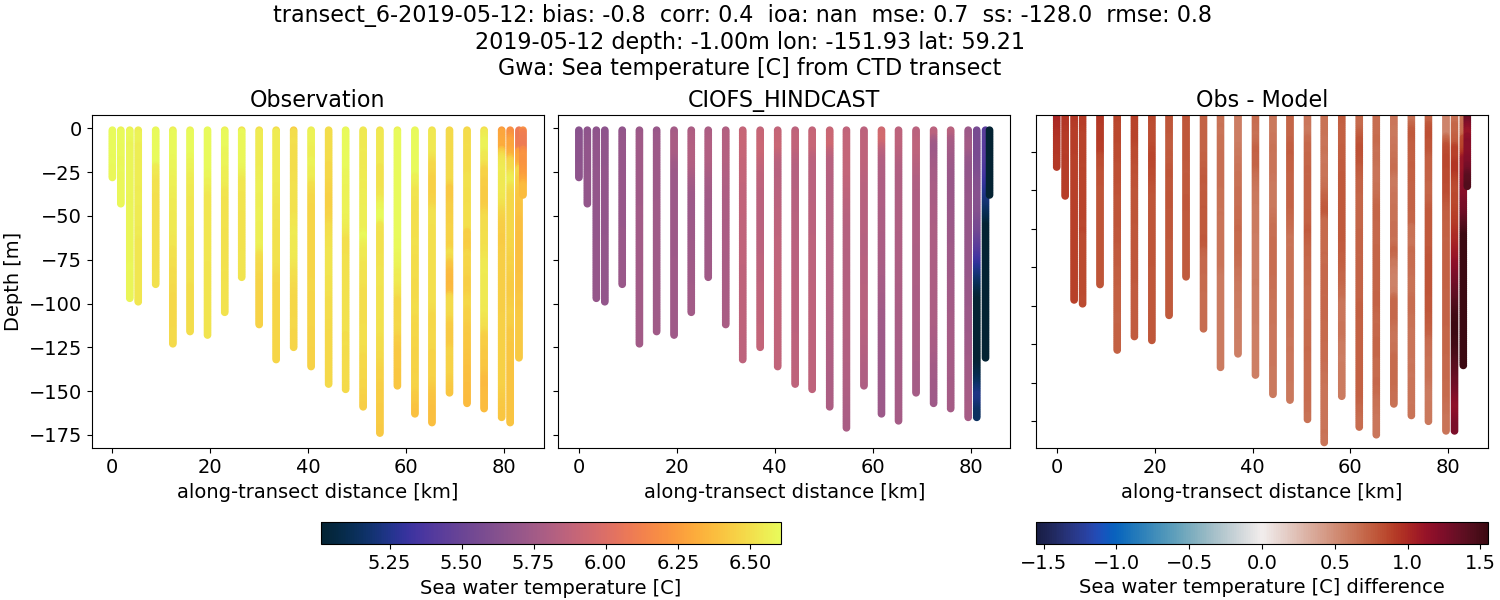 transect_6-2019-05-12: bias: -0.8  corr: 0.4  ioa: nan  mse: 0.7  ss: -128.0  rmse: 0.8
2019-05-12 depth: -1.00m lon: -151.93 lat: 59.21
Gwa: Sea temperature [C] from CTD transect
Observation
CIOFS_HINDCAST
Obs - Model
Depth [m]
0
−25
−50
−75
−100
−125
−150
−175
0 20 40 60 80
0 20 40 60 80
0 20 40 60 80
along-transect distance [km]
along-transect distance [km]
along-transect distance [km]
5.25 5.50 5.75 6.00 6.25 6.50
Sea water temperature [C]
−1.5 −1.0 −0.5 0.0 0.5 1.0 1.5
Sea water temperature [C] difference